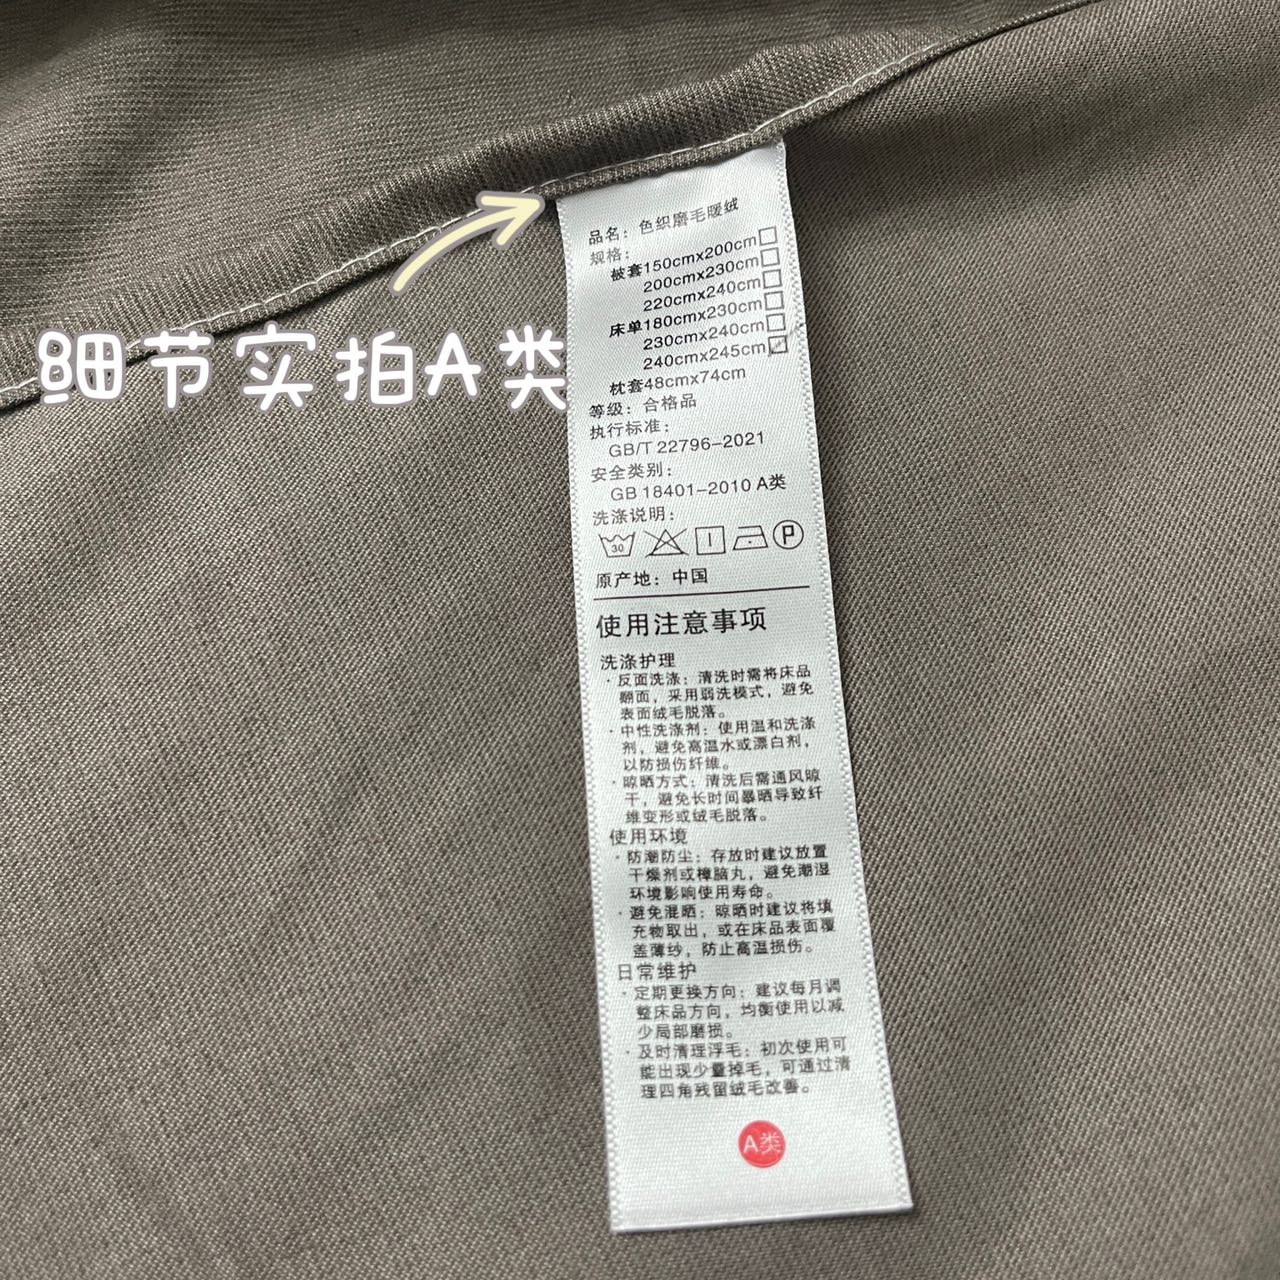 细节实拍A类
品名：色织磨毛暖绒
规格：
被套150cmx200cm
200cmx230cm
220cmx240cm
床单180cmx230cm
230cmx240cm
240cmx245cm
枕套48cmx74cm
等级：合格品
执行标准：
GB/T 22796-2021
安全类别：
GB 18401-2010 A类
洗涤说明：
30
P
原产地：中国
使用注意事项
洗涤护理
·反面洗涤：清洗时需将床品
翻面，采用弱洗模式，避免
表面绒毛脱落。
·中性洗涤剂：使用温和洗涤
剂，避免高温水或漂白剂，
以防损伤纤维。
·晾晒方式：清洗后需通风晾
干，避免长时间暴晒导致纤
维变形或绒毛脱落。
使用环境
·防潮防尘：存放时建议放置
干燥剂或樟脑丸，避免潮湿
环境影响使用寿命。
·避免混晒：晾晒时建议将填
充物取出，或在床品表面覆
盖薄纱，防止高温损伤。
日常维护
·定期更换方向：建议每月调
整床品方向，均衡使用以减
少局部磨损。
·及时清理浮毛：初次使用可
能出现少量掉毛，可通过清
理四角残留绒毛改善。
A类